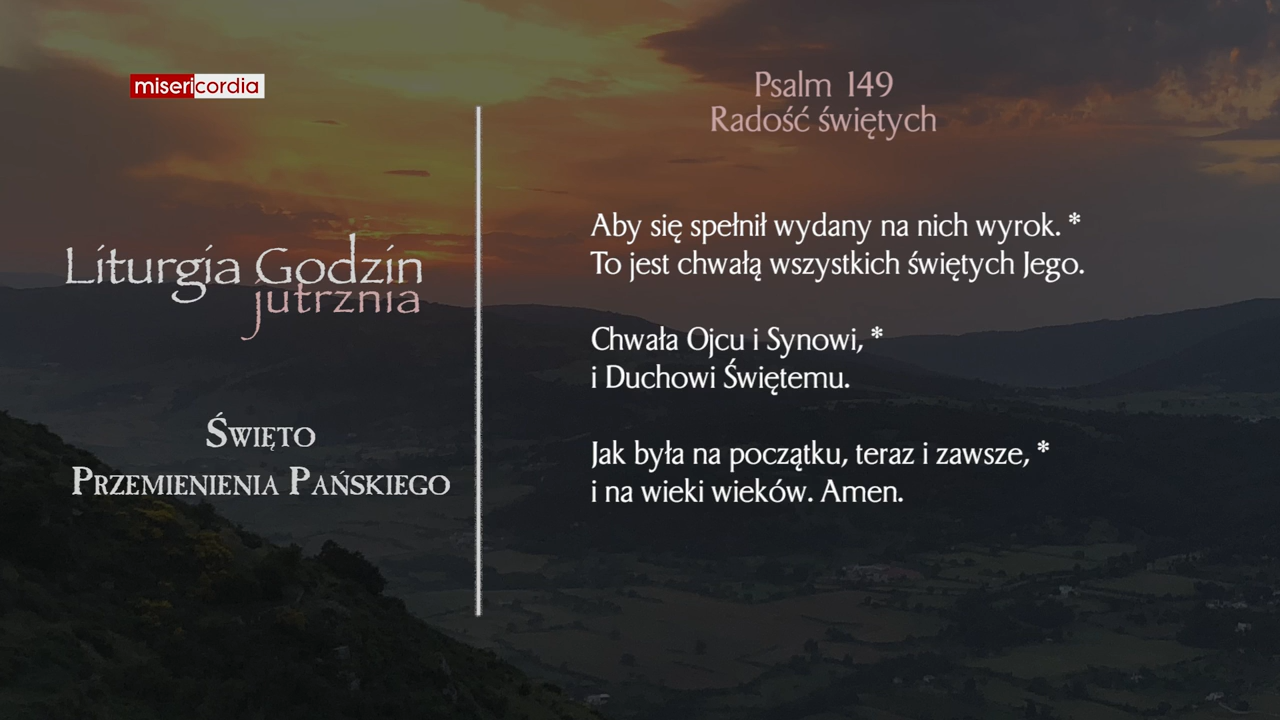 misericordia
Liturgia Godzin
jutrznia
Święto
Przemienienia Pańskiego
Psalm 149
Radość świętych
Aby się spełnił wydany na nich wyrok. *
To jest chwałą wszystkich świętych Jego.
Chwała Ojcu i Synowi, *
i Duchowi Świętemu.
Jak była na początku, teraz i zawsze, *
i na wieki wieków. Amen.